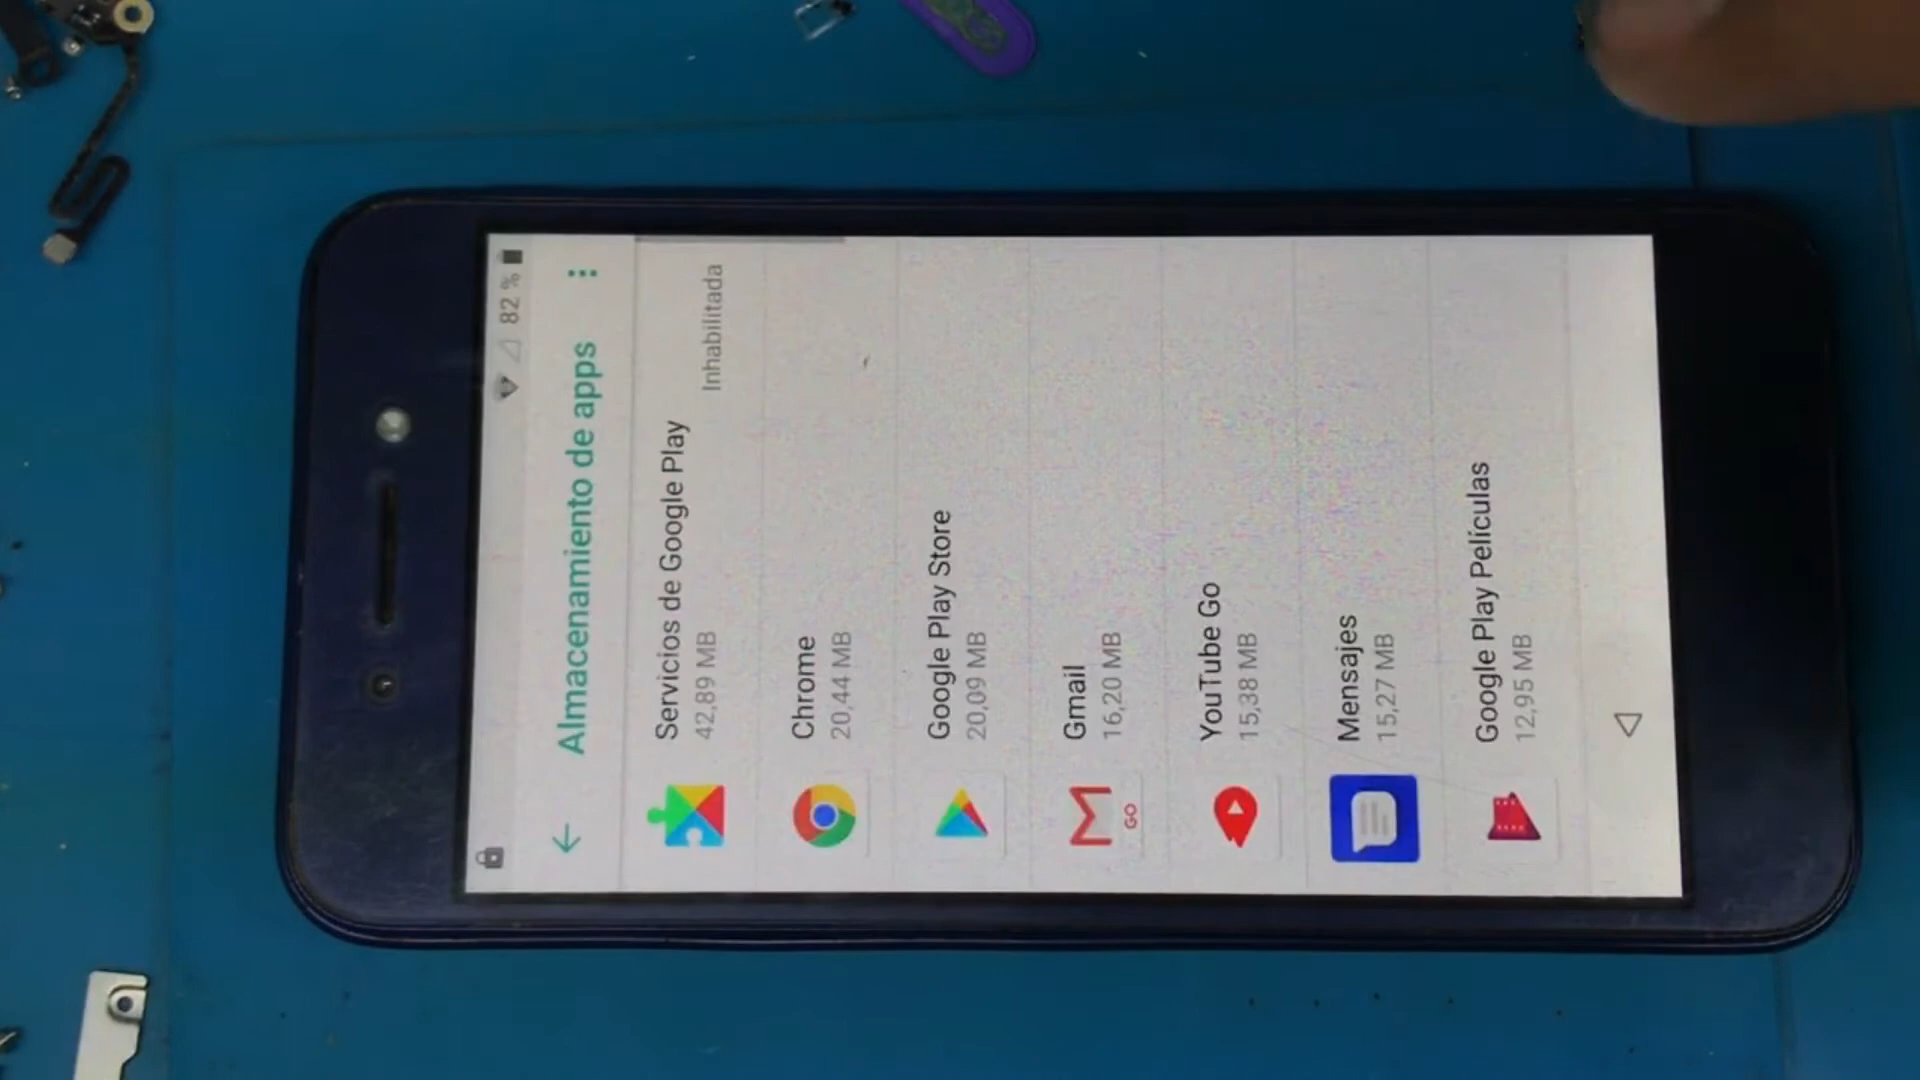 82 %
Almacenamiento de apps
Servicios de Google Play
42,89 MB
Inhabilitada
Chrome
20,44 MB
Google Play Store
20,09 MB
Gmail
16,20 MB
GO
YouTube Go
15,38 MB
Mensajes
15,27 MB
Google Play Películas
12,95 MB